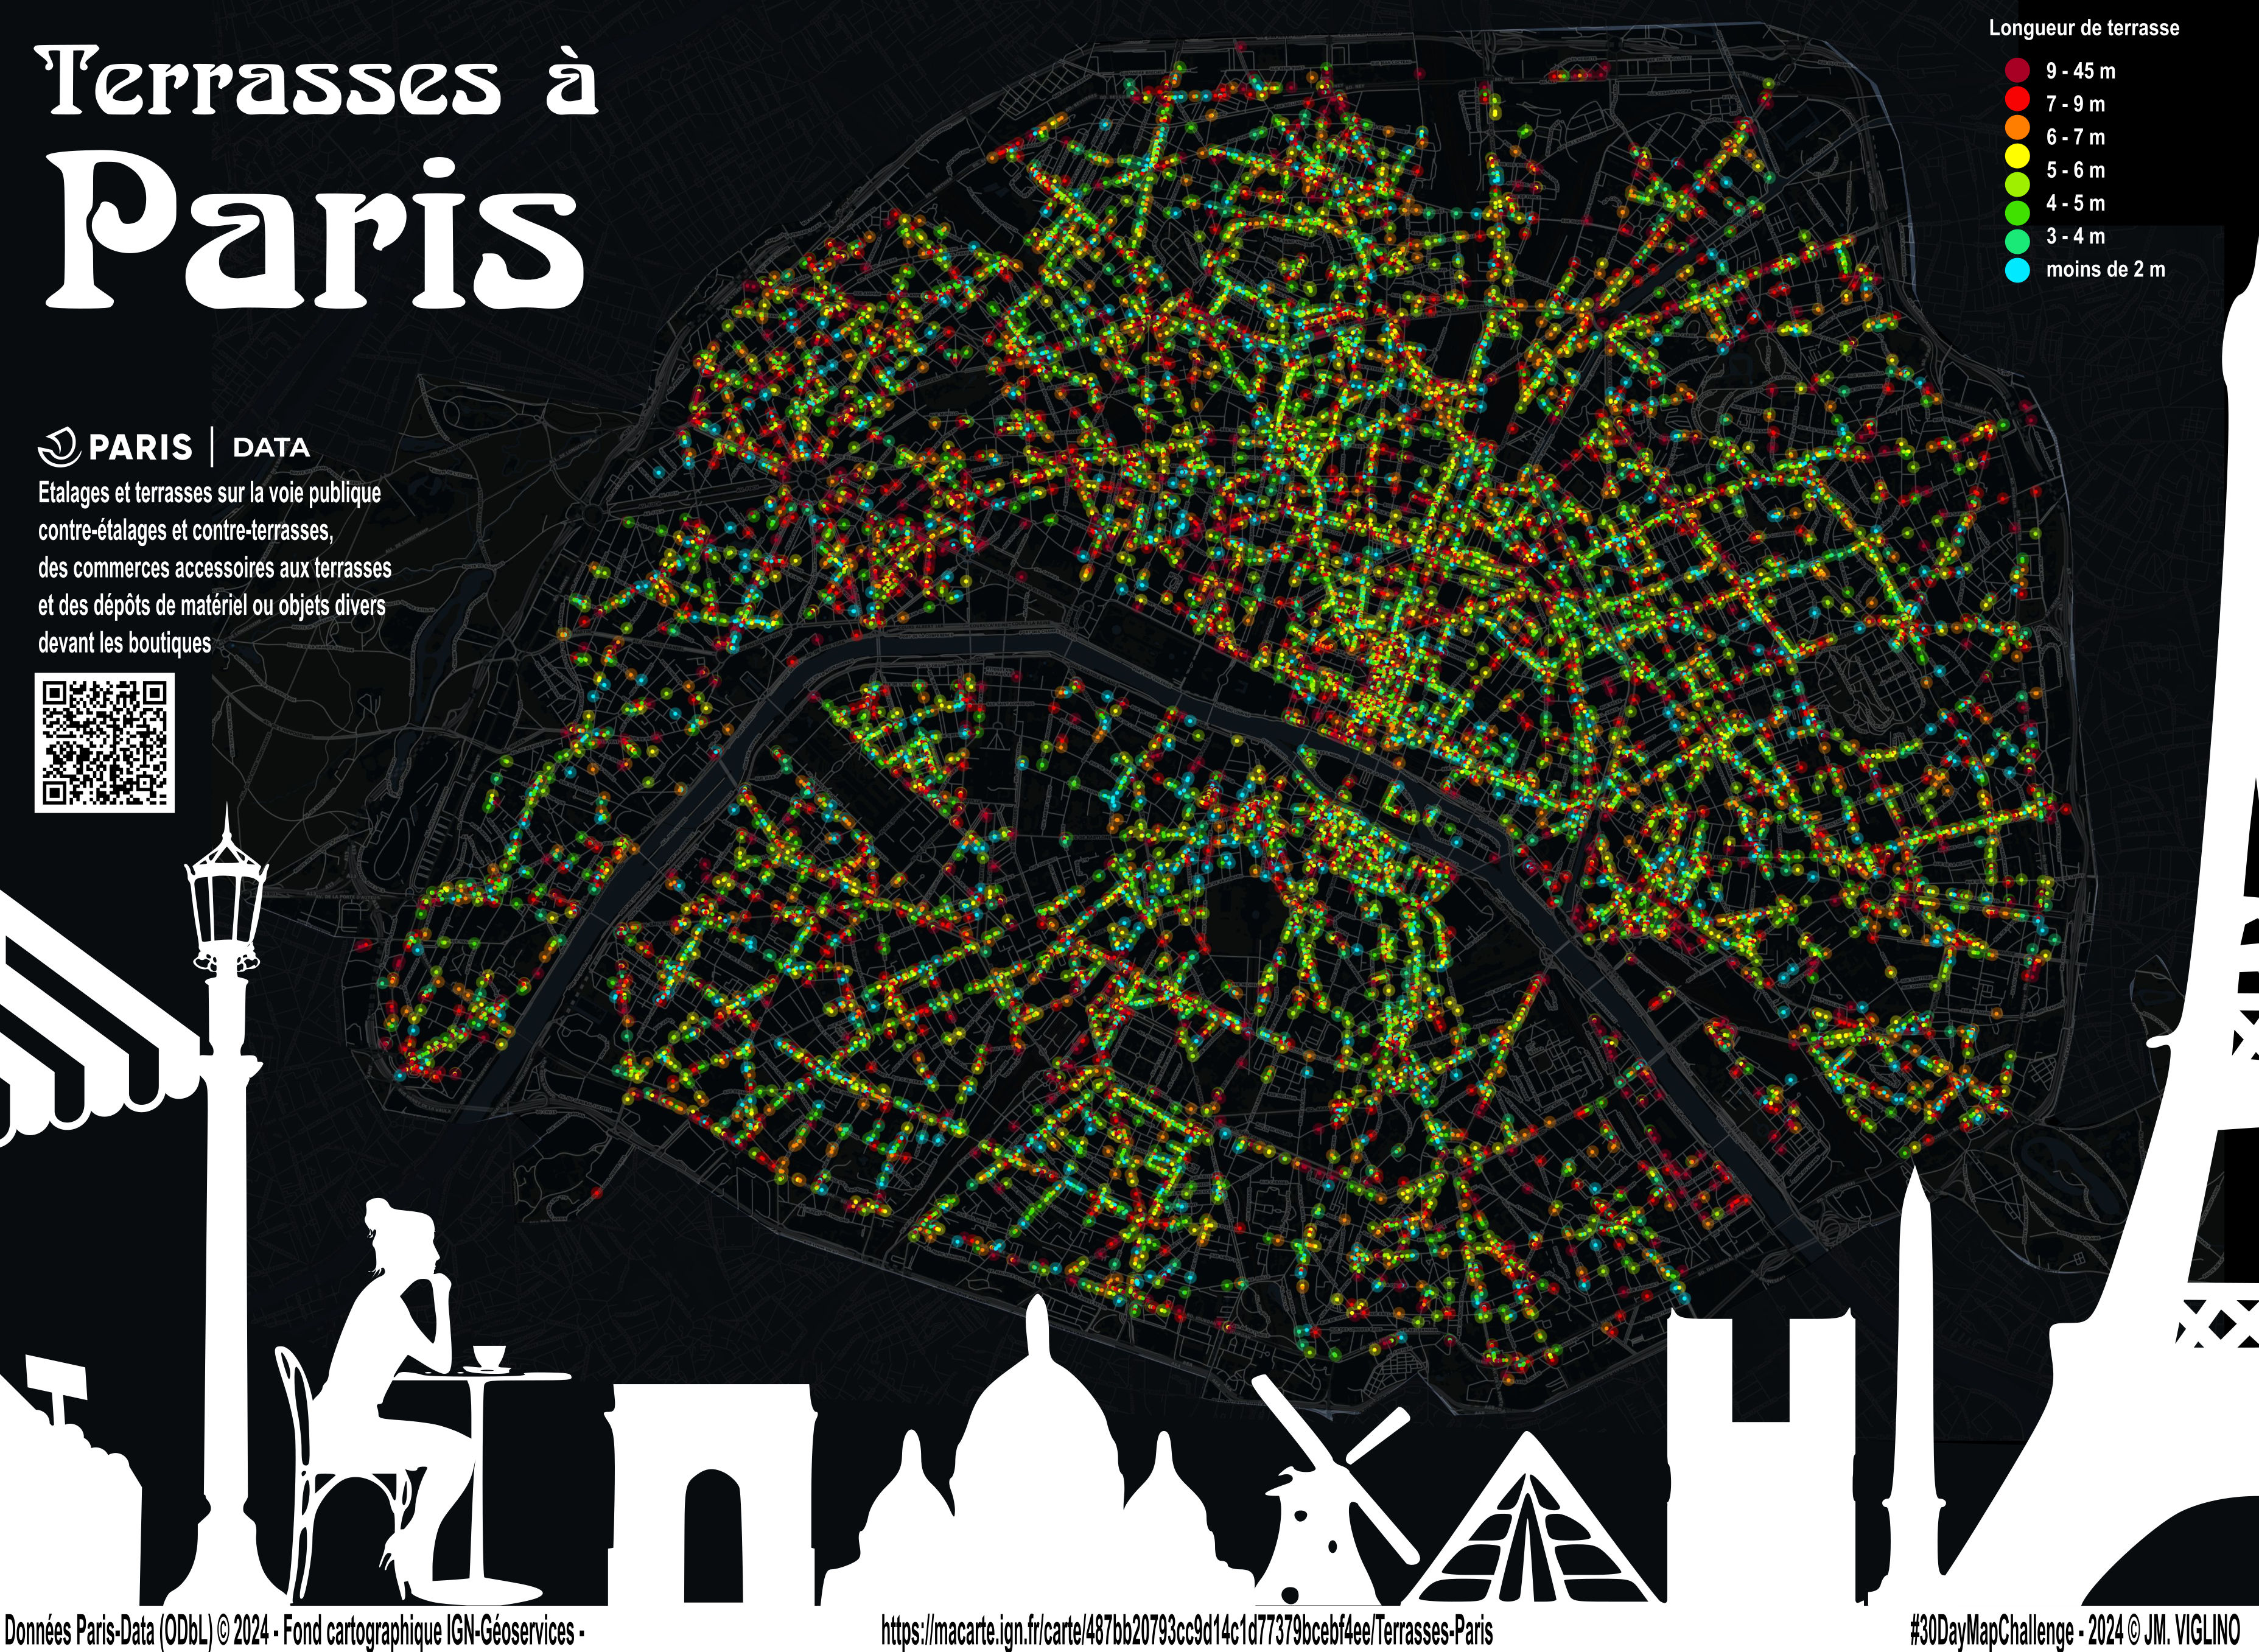 Terrasses à
Paris
PARIS | DATA
Etalages et terrasses sur la voie publique
contre-étalages et contre-terrasses,
des commerces accessoires aux terrasses
et des dépôts de matériel ou objets divers
devant les boutiques
Longueur de terrasse
9 - 45 m
7 - 9 m
6 - 7 m
5 - 6 m
4 - 5 m
3 - 4 m
moins de 2 m
Données Paris-Data (ODbL) © 2024 - Fond cartographique IGN-Géoservices -
https://macarte.ign.fr/carte/487bb20793cc9d14c1d77379bcebf4ee/Terrasses-Paris
#30DayMapChallenge - 2024 © JM. VIGLINO